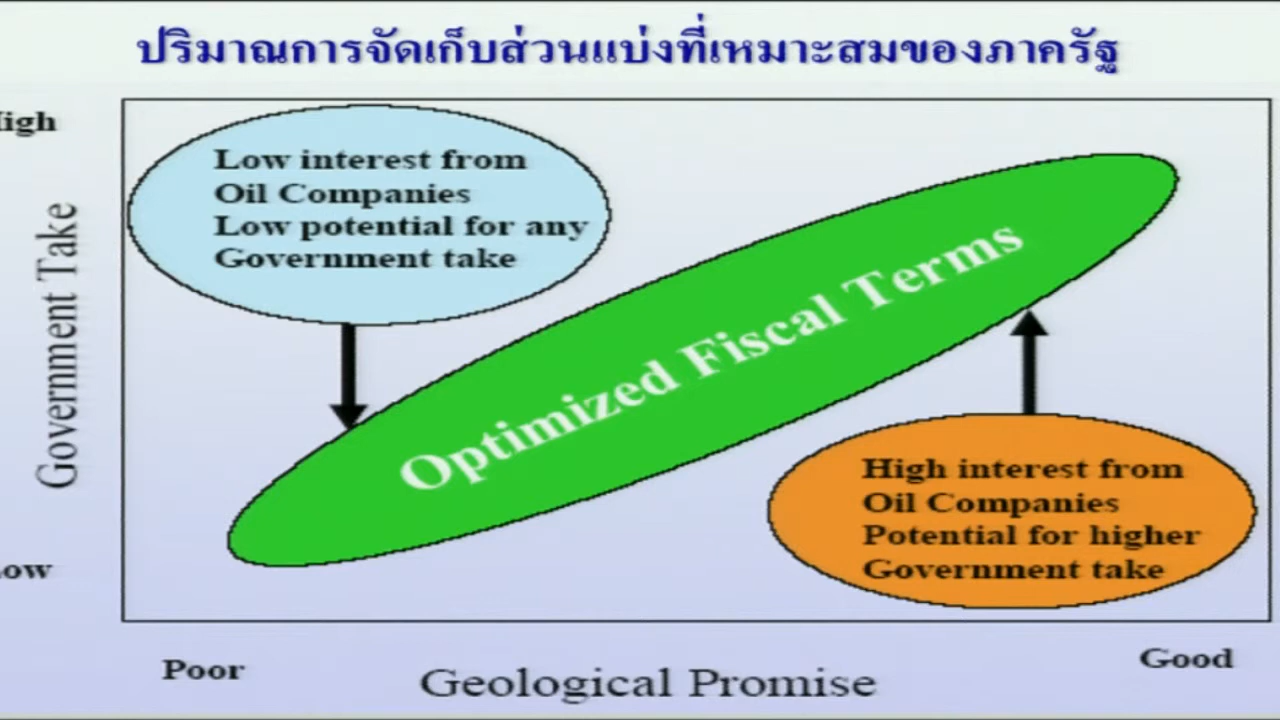 ปริมาณการจัดเก็บส่วนแบ่งที่เหมาะสมของภาครัฐ
High
Low interest from
Oil Companies
Low potential for any
Government take
Government Take
Optimized Fiscal Terms
High interest from
Oil Companies
Potential for higher
Government take
Low
Poor
Good
Geological Promise